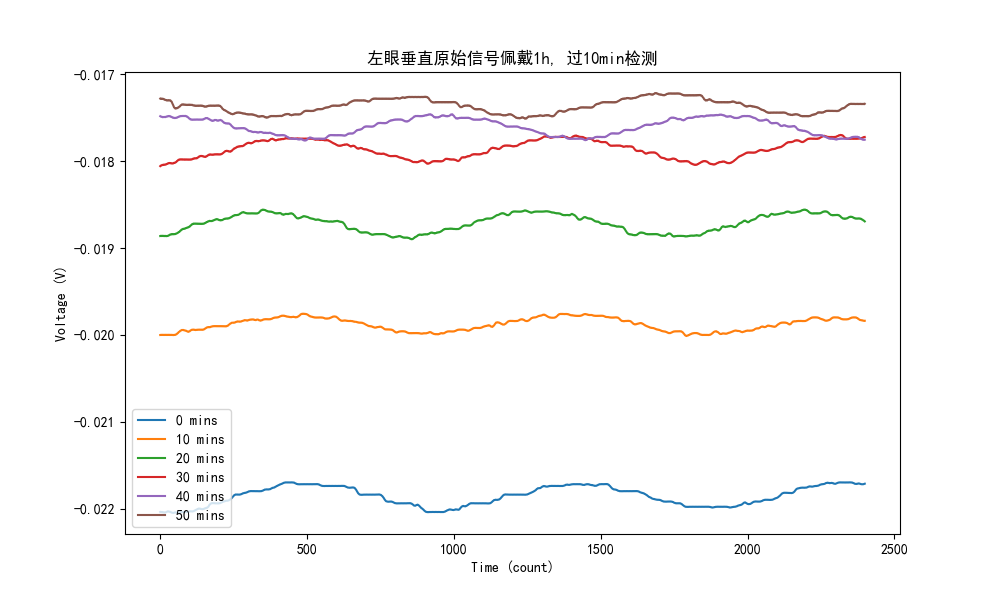 左眼垂直原始信号佩戴1h, 过10min检测
Voltage (V)
-0.017
-0.018
-0.019
-0.020
-0.021
-0.022
0 mins
10 mins
20 mins
30 mins
40 mins
50 mins
0
500
1000
1500
2000
2500
Time (count)